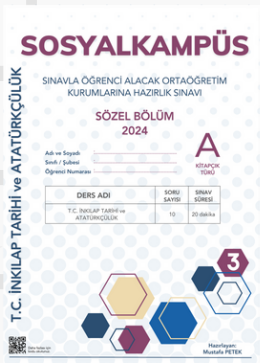 SOSYALKAMPÜS
SINAVLA ÖĞRENCİ ALACAK ORTAÖĞRETİM
KURUMLARINA HAZIRLIK SINAVI
SÖZEL BÖLÜM
2024
Adı ve Soyadı
Sınıfı / Şubesi
Öğrenci Numarası
A
KİTAPÇIK
TÜRÜ
DERS ADI SORU SAYISI SINAV SÜRESİ
T.C. İNKILAP TARİHİ ve ATATÜRKÇÜLÜK 10 20 dakika
T.C. İNKILAP TARİHİ ve ATATÜRKÇÜLÜK
3
Hazırlayan:
Mustafa PETEK